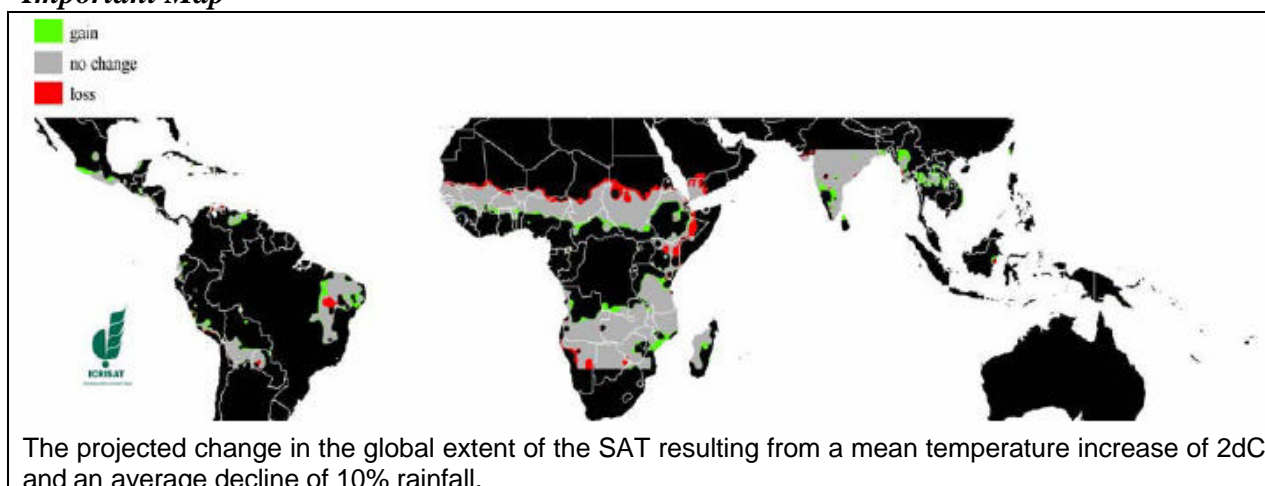 Important Map
gain
no change
loss
ICRISAT
The projected change in the global extent of the SAT resulting from a mean temperature increase of 2dC
and an average decline of 10% rainfall.